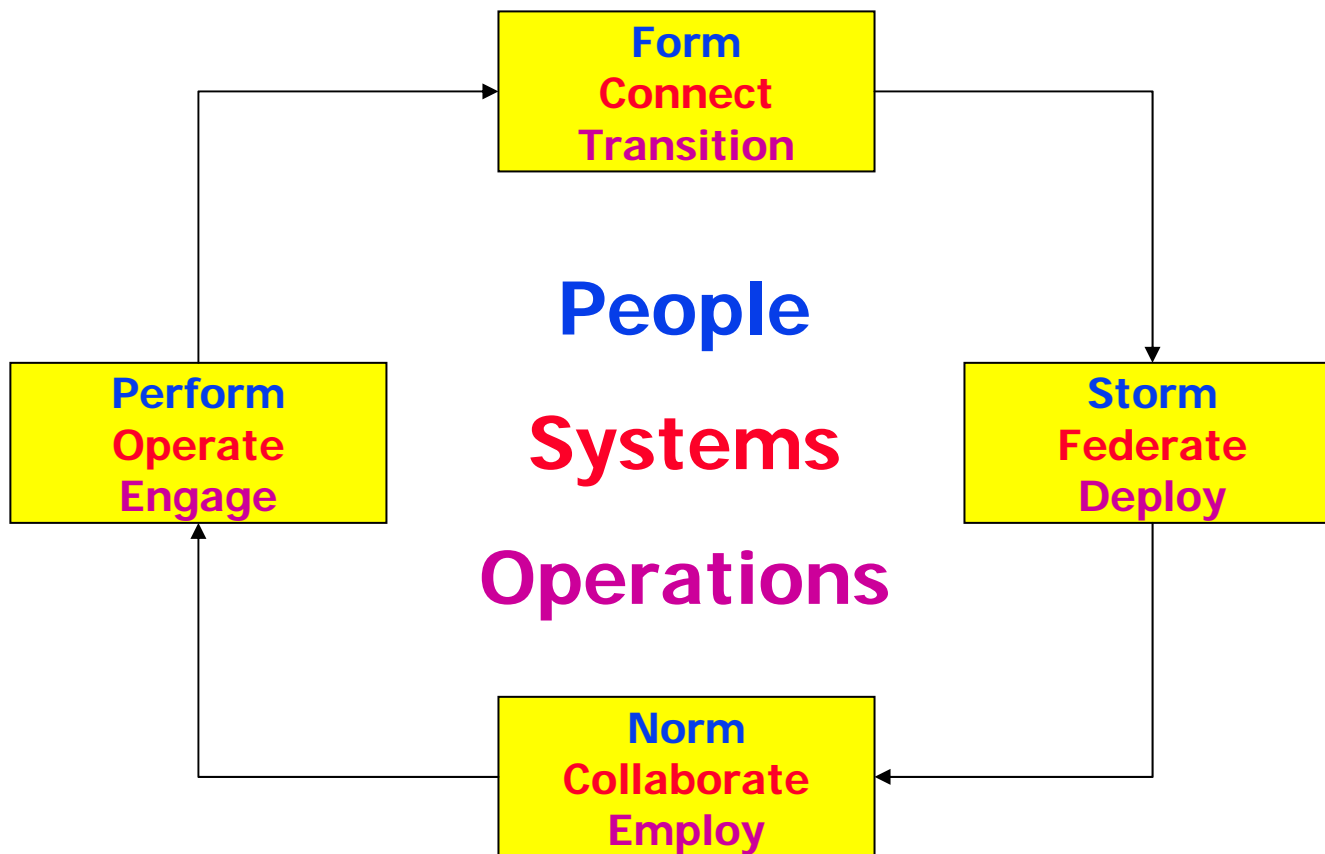 Form
Connect
Transition
People
Systems
Operations
Perform
Operate
Engage
Storm
Federate
Deploy
Norm
Collaborate
Employ